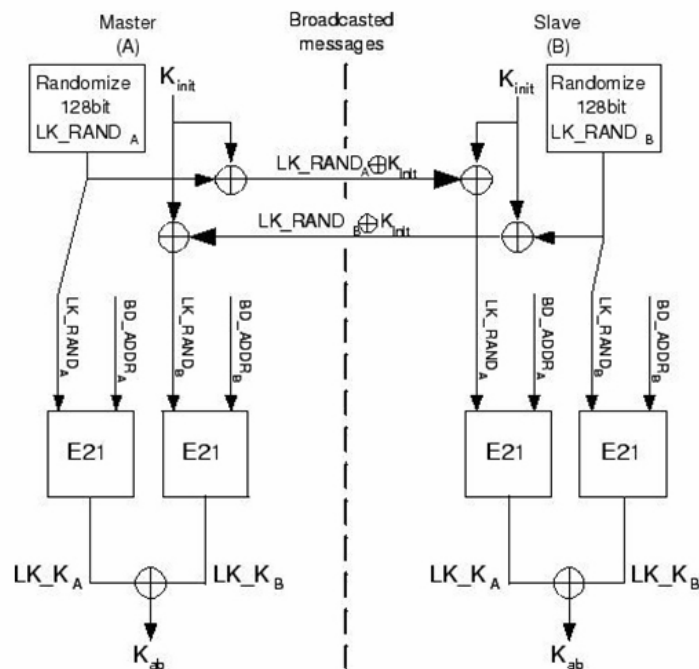 Master
(A)
Broadcasted
messages
Slave
(B)
Randomize
128bit
LK_RAND A
K init
K init
Randomize
128bit
LK_RAND B
LK_RAND A ⊕ K init
LK_RAND B ⊕ K init
LK_RAND A
BD_ADDR A
LK_RAND B
BD_ADDR B
LK_RAND A
BD_ADDR A
LK_RAND B
BD_ADDR B
E21
E21
E21
E21
LK_K A
LK_K B
LK_K A
LK_K B
K ab
K ab